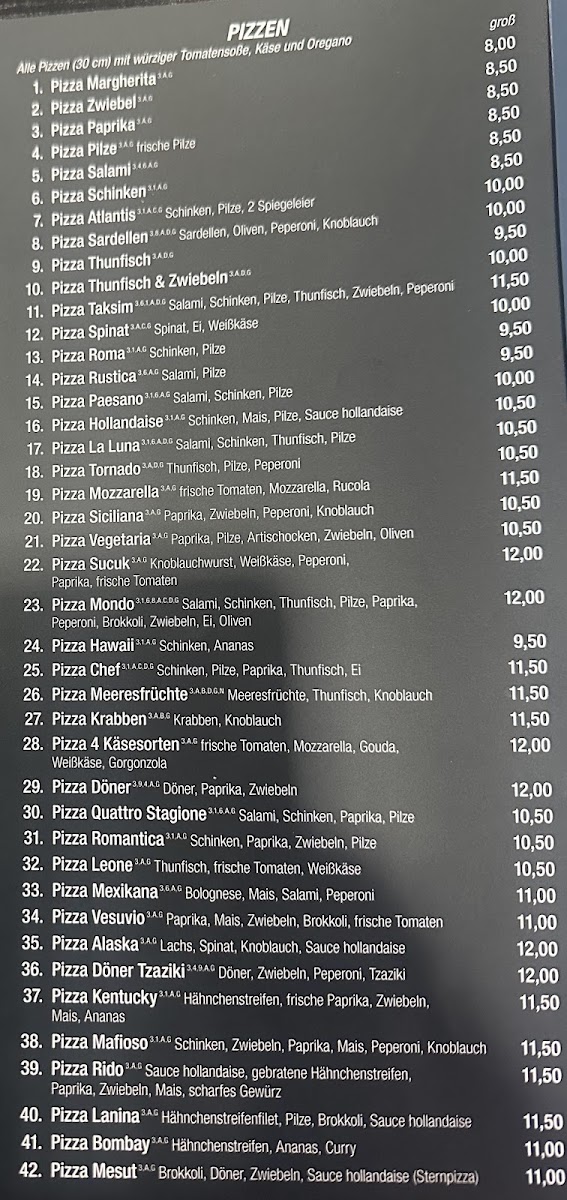 PIZZEN
groß
Alle Pizzen (30 cm) mit würziger Tomatensoße, Käse und Oregano
1. Pizza Margherita 3,A,G 8,00
2. Pizza Zwiebel 3,A,G 8,50
3. Pizza Paprika 3,A,G 8,50
4. Pizza Pilze 3,A,G frische Pilze 8,50
5. Pizza Salami 3,4,6,A,G 8,50
6. Pizza Schinken 3,1,A,G 8,50
7. Pizza Atlantis 3,1,A,C,G Schinken, Pilze, 2 Spiegeleier 10,00
8. Pizza Sardellen 3,6,A,D,G Sardellen, Oliven, Peperoni, Knoblauch 10,00
9. Pizza Thunfisch 3,A,D,G 9,50
10. Pizza Thunfisch & Zwiebeln 3,A,D,G 10,00
11. Pizza Taksim 3,6,1,A,D,G Salami, Schinken, Pilze, Thunfisch, Zwiebeln, Peperoni 11,50
12. Pizza Spinat 3,A,C,G Spinat, Ei, Weißkäse 10,00
13. Pizza Roma 3,1,A,G Schinken, Pilze 9,50
14. Pizza Rustica 3,6,A,G Salami, Pilze 9,50
15. Pizza Paesano 3,1,6,A,G Salami, Schinken, Pilze 10,00
16. Pizza Hollandaise 3,1,A,G Schinken, Mais, Pilze, Sauce hollandaise 10,50
17. Pizza La Luna 3,1,6,A,D,G Salami, Schinken, Thunfisch, Pilze 10,50
18. Pizza Tornado 3,A,D,G Thunfisch, Pilze, Peperoni 10,50
19. Pizza Mozzarella 3,A,G frische Tomaten, Mozzarella, Rucola 11,50
20. Pizza Siciliana 3,A,G Paprika, Zwiebeln, Peperoni, Knoblauch 10,50
21. Pizza Vegetaria 3,A,G Paprika, Pilze, Artischocken, Zwiebeln, Oliven 10,50
22. Pizza Sucuk 3,A,G Knoblauchwurst, Weißkäse, Peperoni, 12,00
Paprika, frische Tomaten
23. Pizza Mondo 3,1,6,8,A,C,D,G Salami, Schinken, Thunfisch, Pilze, Paprika, 12,00
Peperoni, Brokkoli, Zwiebeln, Ei, Oliven
24. Pizza Hawaii 3,1,A,G Schinken, Ananas 9,50
25. Pizza Chef 3,1,A,C,D,G Schinken, Pilze, Paprika, Thunfisch, Ei 11,50
26. Pizza Meeresfrüchte 3,A,B,D,G,N Meeresfrüchte, Thunfisch, Knoblauch 11,50
27. Pizza Krabben 3,A,B,G Krabben, Knoblauch 11,50
28. Pizza 4 Käsesorten 3,A,G frische Tomaten, Mozzarella, Gouda, 12,00
Weißkäse, Gorgonzola
29. Pizza Döner 3,9,4,A,G Döner, Paprika, Zwiebeln 12,00
30. Pizza Quattro Stagione 3,1,6,A,G Salami, Schinken, Paprika, Pilze 10,50
31. Pizza Romantica 3,1,A,G Schinken, Paprika, Zwiebeln, Pilze 10,50
32. Pizza Leone 3,A,G Thunfisch, frische Tomaten, Weißkäse 10,50
33. Pizza Mexikana 3,6,A,G Bolognese, Mais, Salami, Peperoni 11,00
34. Pizza Vesuvio 3,A,G Paprika, Mais, Zwiebeln, Brokkoli, frische Tomaten 11,00
35. Pizza Alaska 3,A,G Lachs, Spinat, Knoblauch, Sauce hollandaise 12,00
36. Pizza Döner Tzaziki 3,4,9,A,G Döner, Zwiebeln, Peperoni, Tzaziki 12,00
37. Pizza Kentucky 3,1,A,G Hähnchenstreifen, frische Paprika, Zwiebeln, 11,50
Mais, Ananas
38. Pizza Mafioso 3,1,A,G Schinken, Zwiebeln, Paprika, Mais, Peperoni, Knoblauch 11,50
39. Pizza Rido 3,A,G Sauce hollandaise, gebratene Hähnchenstreifen, 11,50
Paprika, Zwiebeln, Mais, scharfes Gewürz
40. Pizza Lanina 3,A,G Hähnchenstreifenfilet, Pilze, Brokkoli, Sauce hollandaise 11,50
41. Pizza Bombay 3,A,G Hähnchenstreifen, Ananas, Curry 11,00
42. Pizza Mesut 3,A,G Brokkoli, Döner, Zwiebeln, Sauce hollandaise (Sternpizza) 11,00